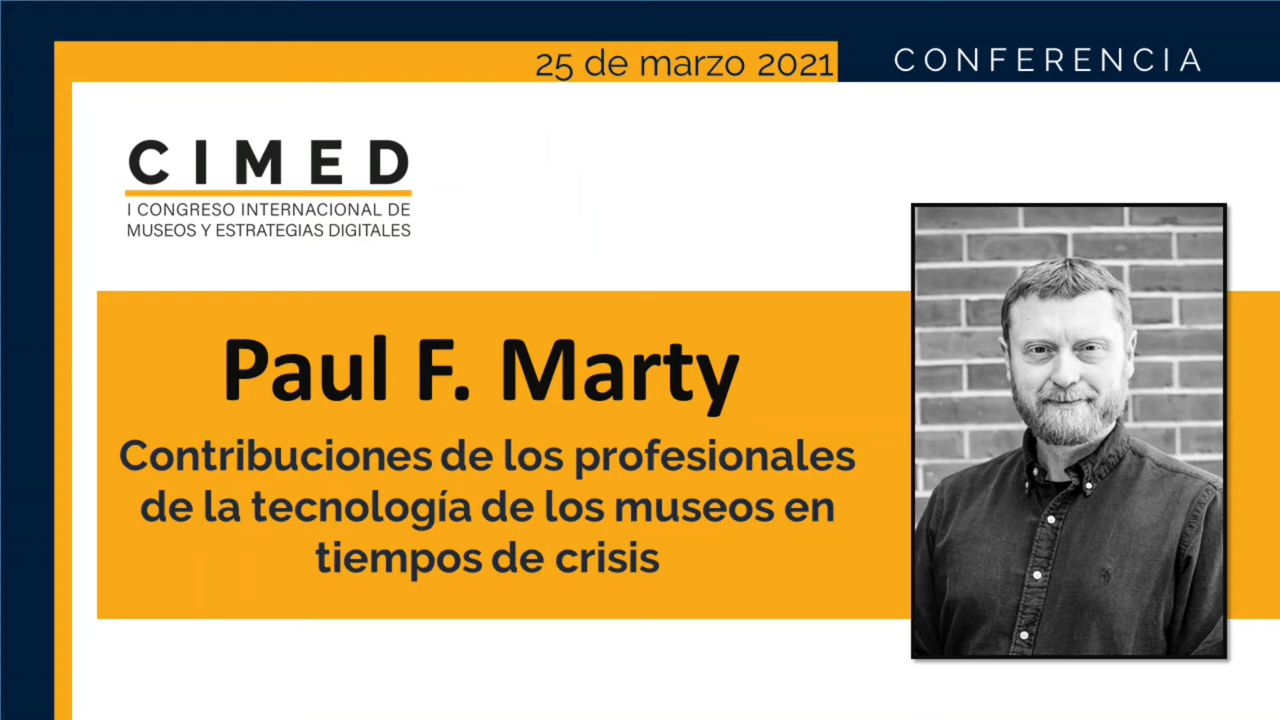 25 de marzo 2021
CONFERENCIA
CIMED
I CONGRESO INTERNACIONAL DE
MUSEOS Y ESTRATEGIAS DIGITALES
Paul F. Marty
Contribuciones de los profesionales
de la tecnología de los museos en
tiempos de crisis